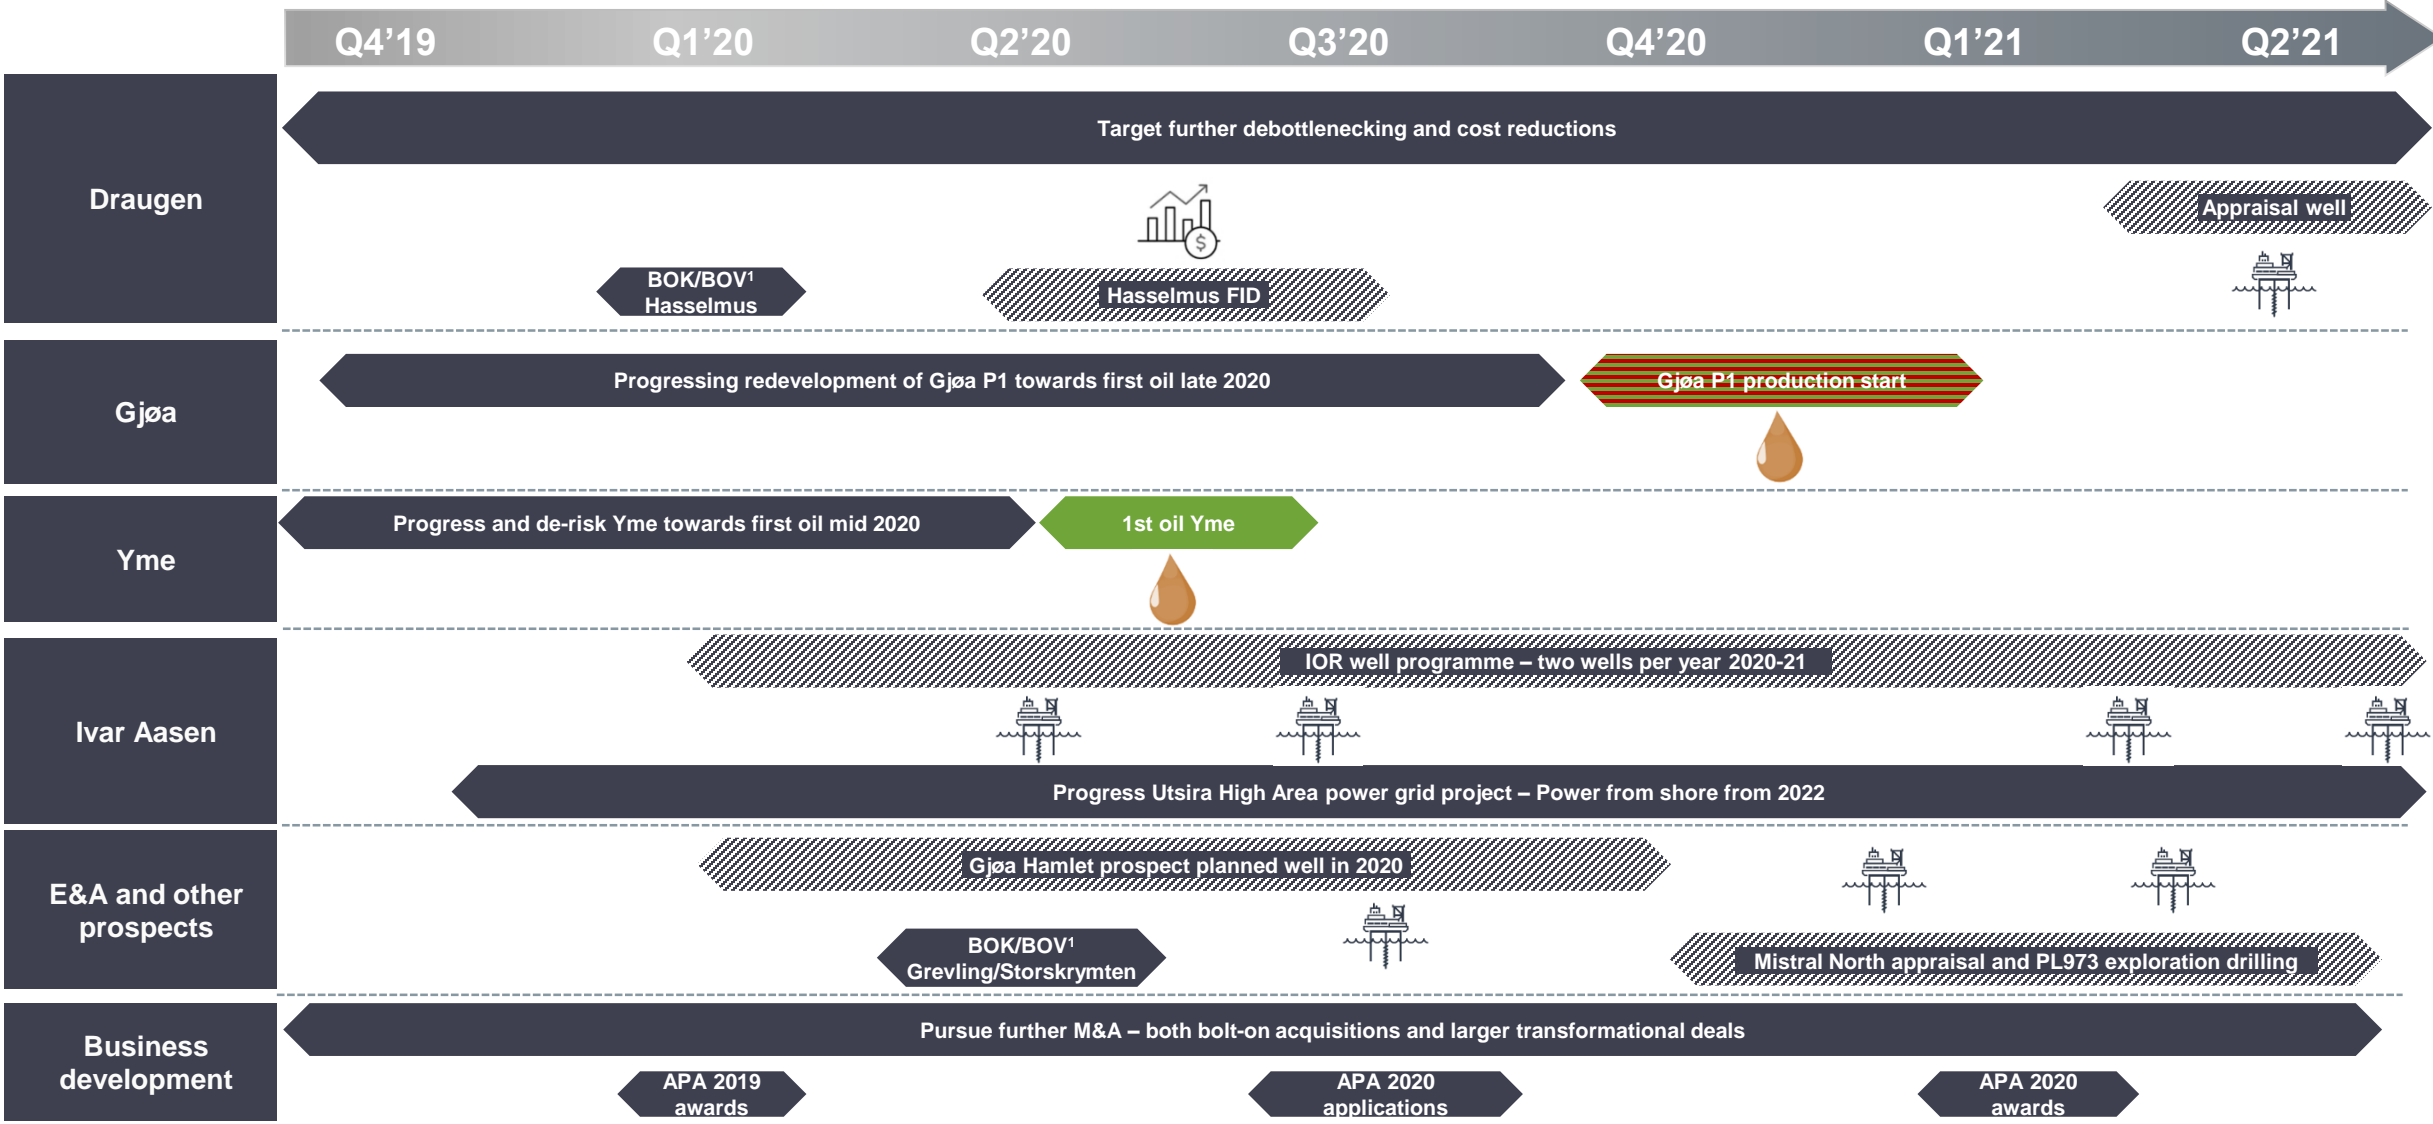 Q4’19 Q1’20 Q2’20 Q3’20 Q4’20 Q1’21 Q2’21
Draugen
Target further debottlenecking and cost reductions
Appraisal well
$
BOK/BOV¹
Hasselmus
Hasselmus FID
Gjøa
Progressing redevelopment of Gjøa P1 towards first oil late 2020
Gjøa P1 production start
Yme
Progress and de-risk Yme towards first oil mid 2020
1st oil Yme
Ivar Aasen
IOR well programme – two wells per year 2020-21
Progress Utsira High Area power grid project – Power from shore from 2022
E&A and other
prospects
Gjøa Hamlet prospect planned well in 2020
BOK/BOV¹
Grevling/Storskrymten
Mistral North appraisal and PL973 exploration drilling
Business
development
Pursue further M&A – both bolt-on acquisitions and larger transformational deals
APA 2019
awards
APA 2020
applications
APA 2020
awards